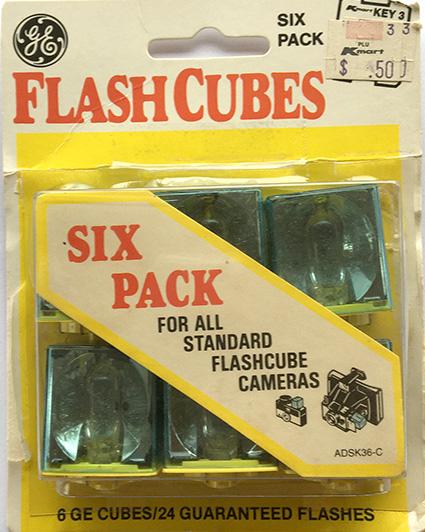 GE
SIX
PACK
Kmart KEY 3
33
PLU
Kmart
$ .50
FLASHCUBES
SIX
PACK
FOR ALL
STANDARD
FLASHCUBE
CAMERAS
ADSK36-C
6 GE CUBES/24 GUARANTEED FLASHES